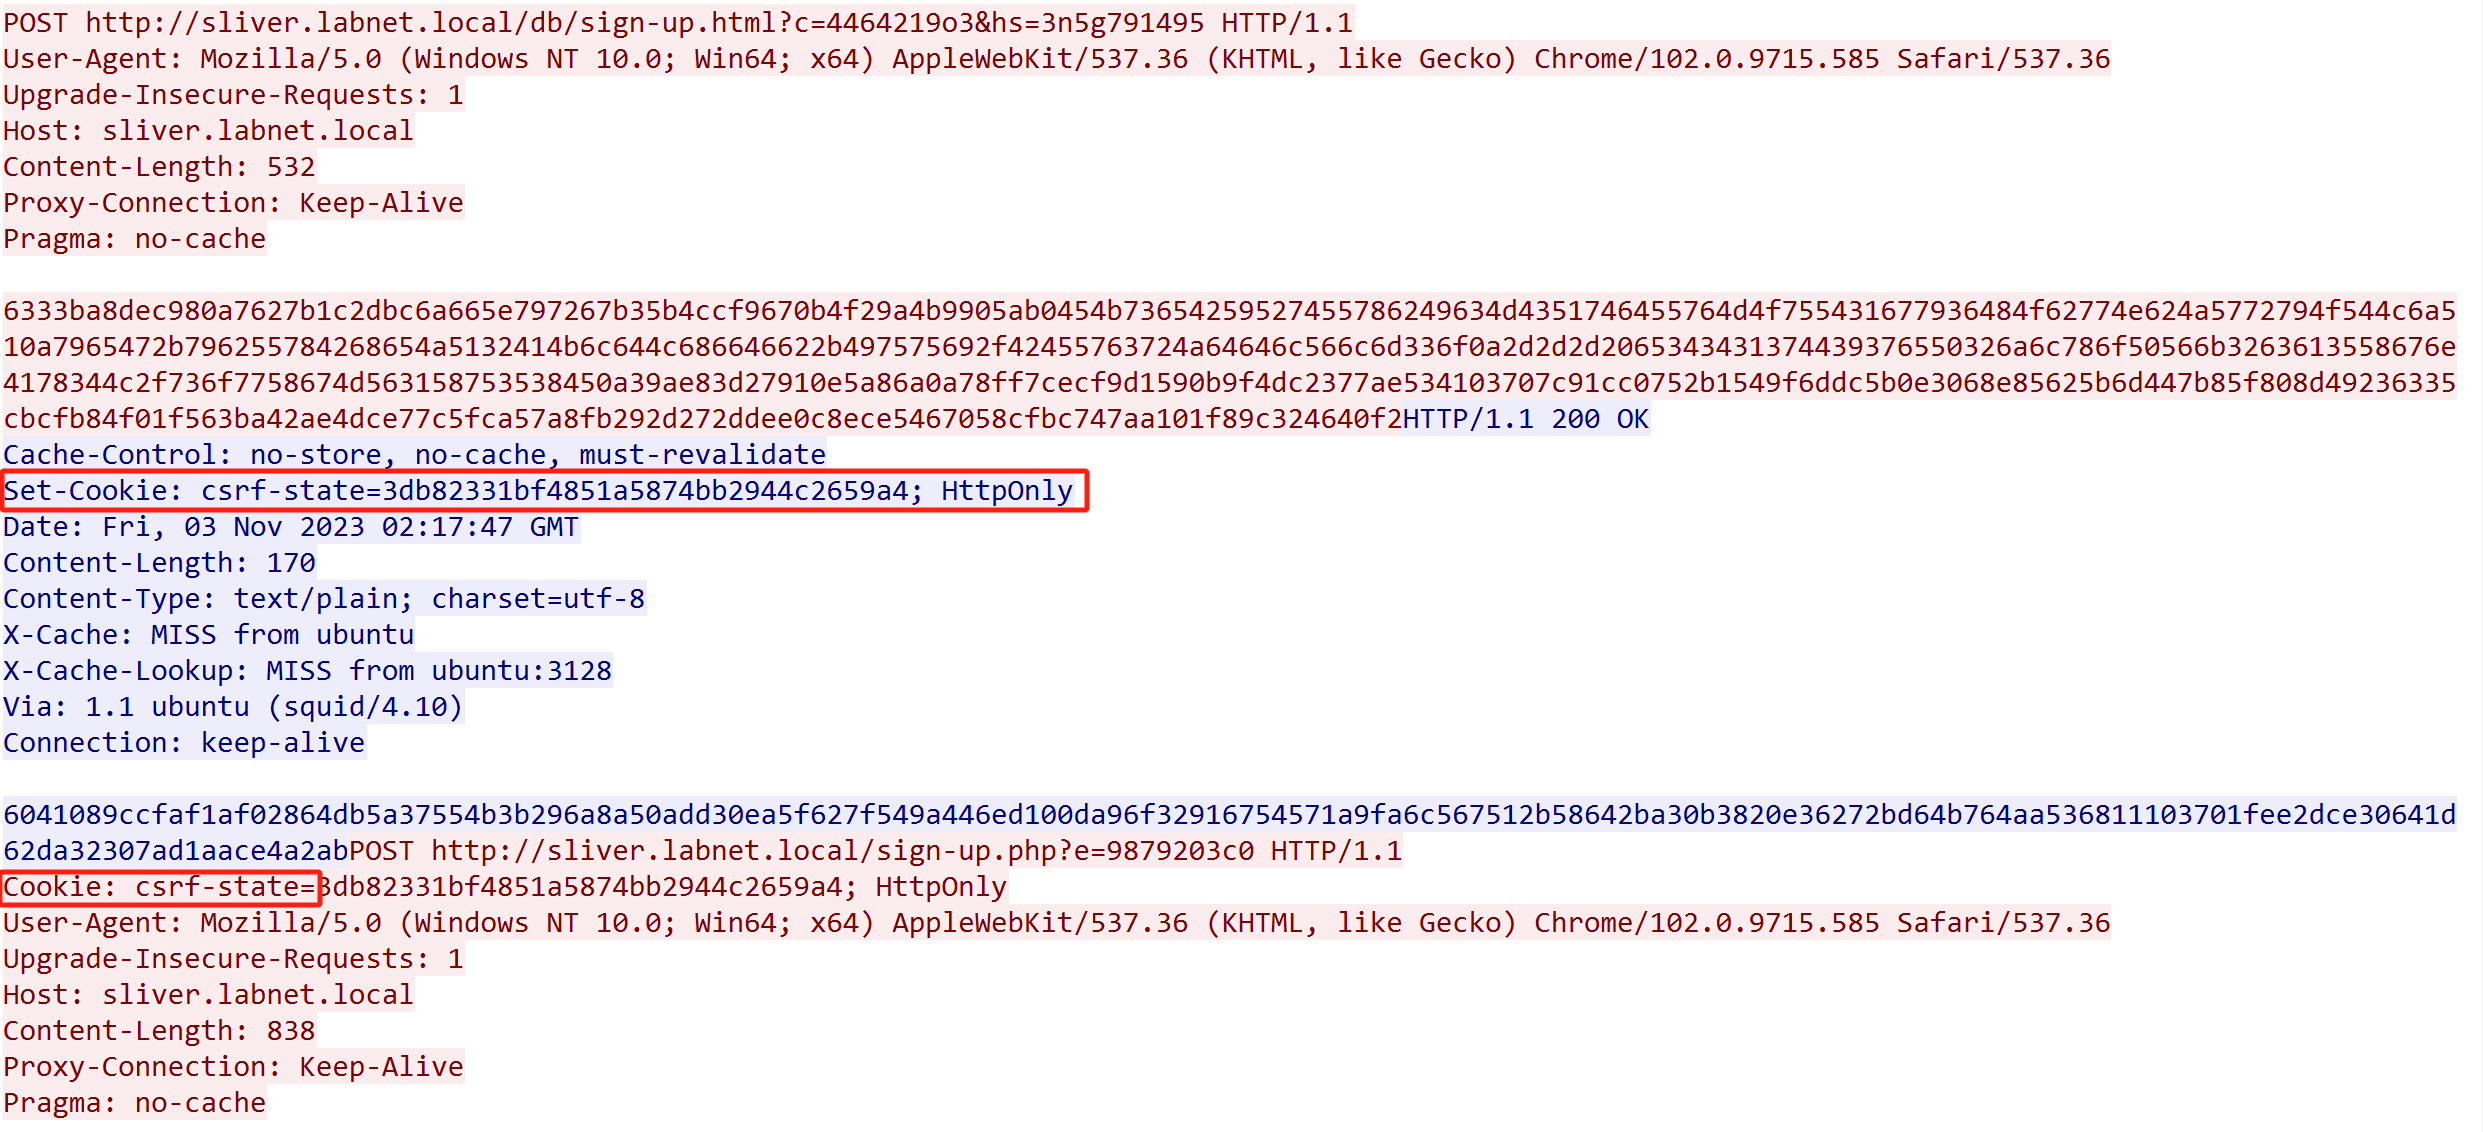 POST http://sliver.labnet.local/db/sign-up.html?c=4464219o3&hs=3n5g791495 HTTP/1.1
User-Agent: Mozilla/5.0 (Windows NT 10.0; Win64; x64) AppleWebKit/537.36 (KHTML, like Gecko) Chrome/102.0.9715.585 Safari/537.36
Upgrade-Insecure-Requests: 1
Host: sliver.labnet.local
Content-Length: 532
Proxy-Connection: Keep-Alive
Pragma: no-cache
6333ba8dec980a7627b1c2dbc6a665e797267b35b4ccf9670b4f29a4b9905ab0454b73654259527455786249634d4351746455764d4f755431677936484f62774e624a5772794f544c6a5
10a7965472b796255784268654a5132414b6c644c686646622b497575692f42455763724a64646c566c6d336f0a2d2d2d2065343431374439376550326a6c786f50566b3263613558676e
4178344c2f736f7758674d563158753538450a39ae83d27910e5a86a0a78ff7cecf9d1590b9f4dc2377ae534103707c91cc0752b1549f6ddc5b0e3068e85625b6d447b85f808d49236335
cbcfb84f01f563ba42ae4dce77c5fca57a8fb292d272ddee0c8ece5467058cfbc747aa101f89c324640f2HTTP/1.1 200 OK
Cache-Control: no-store, no-cache, must-revalidate
Set-Cookie: csrf-state=3db82331bf4851a5874bb2944c2659a4; HttpOnly
Date: Fri, 03 Nov 2023 02:17:47 GMT
Content-Length: 170
Content-Type: text/plain; charset=utf-8
X-Cache: MISS from ubuntu
X-Cache-Lookup: MISS from ubuntu:3128
Via: 1.1 ubuntu (squid/4.10)
Connection: keep-alive
6041089ccfaf1af02864db5a37554b3b296a8a50add30ea5f627f549a446ed100da96f32916754571a9fa6c567512b58642ba30b3820e36272bd64b764aa536811103701fee2dce30641d
62da32307ad1aace4a2abPOST http://sliver.labnet.local/sign-up.php?e=9879203c0 HTTP/1.1
Cookie: csrf-state=3db82331bf4851a5874bb2944c2659a4; HttpOnly
User-Agent: Mozilla/5.0 (Windows NT 10.0; Win64; x64) AppleWebKit/537.36 (KHTML, like Gecko) Chrome/102.0.9715.585 Safari/537.36
Upgrade-Insecure-Requests: 1
Host: sliver.labnet.local
Content-Length: 838
Proxy-Connection: Keep-Alive
Pragma: no-cache